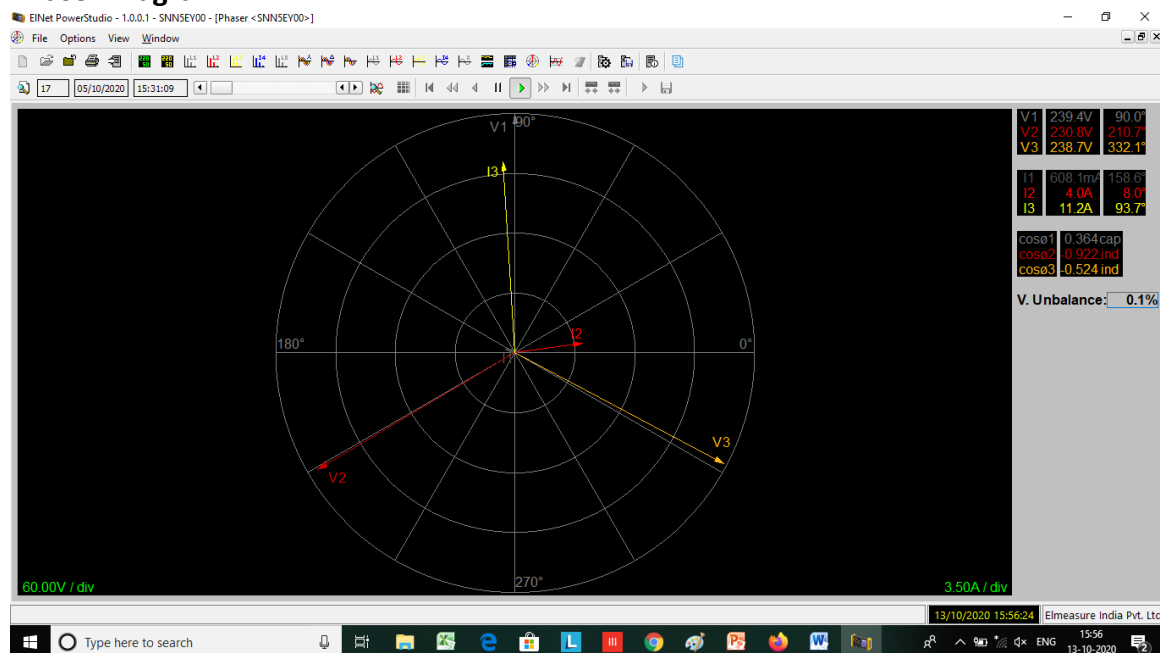 EINet PowerStudio - 1.0.0.1 - SNN5EY00 - [Phaser <SNN5EY00>]
File Options View Window
17 05/10/2020 15:31:09
V1 90°
I3
I2
180° 0°
I1
V3
V2
270°
60.00V / div 3.50A / div
V1 239.4V 90.0°
V2 230.8V 210.7°
V3 238.7V 332.1°
I1 608.1mA 158.6°
I2 4.0A 8.0°
I3 11.2A 93.7°
cosø1 0.364 cap
cosø2 -0.922 ind
cosø3 -0.524 ind
V. Unbalance: 0.1%
13/10/2020 15:56:24 Elmeasure India Pvt. Ltd
Type here to search
ENG 15:56
13-10-2020